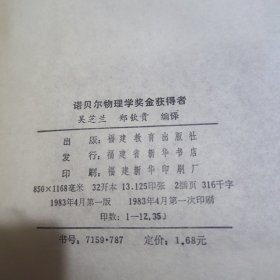 诺贝尔物理学奖金获得者
吴芝兰 郑钦贵 编译
出 版：福建教育出版社
发 行：福建省新华书店
印 刷：福建新华印刷厂
850×1168毫米 32开本 13.125印张 2插页 316千字
1983年4月第一版 1983年4月第一次印刷
印数：1—12,35
书号：7159·787 定价：1.68元